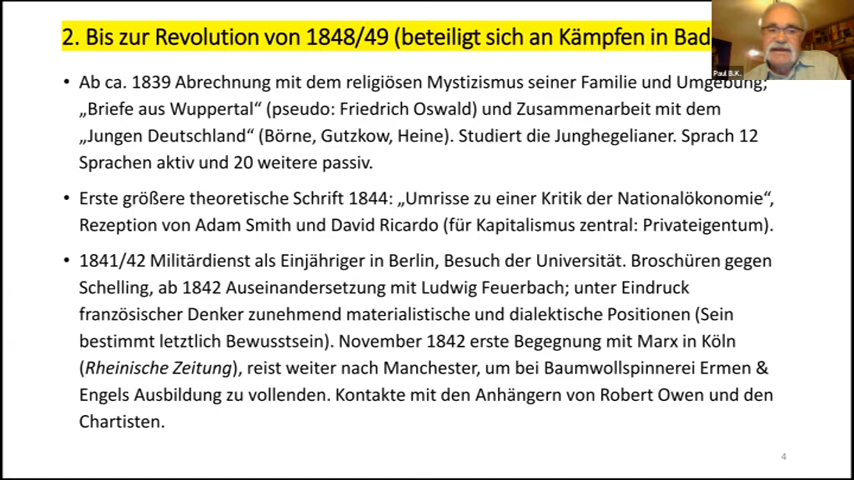 2. Bis zur Revolution von 1848/49 (beteiligt sich an Kämpfen in Bad
Paul B.K.
• Ab ca. 1839 Abrechnung mit dem religiösen Mystizismus seiner Familie und Umgebung;
„Briefe aus Wuppertal“ (pseudo: Friedrich Oswald) und Zusammenarbeit mit dem
„Jungen Deutschland“ (Börne, Gutzkow, Heine). Studiert die Junghegelianer. Sprach 12
Sprachen aktiv und 20 weitere passiv.
• Erste größere theoretische Schrift 1844: „Umrisse zu einer Kritik der Nationalökonomie“,
Rezeption von Adam Smith und David Ricardo (für Kapitalismus zentral: Privateigentum).
• 1841/42 Militärdienst als Einjähriger in Berlin, Besuch der Universität. Broschüren gegen
Schelling, ab 1842 Auseinandersetzung mit Ludwig Feuerbach; unter Eindruck
französischer Denker zunehmend materialistische und dialektische Positionen (Sein
bestimmt letztlich Bewusstsein). November 1842 erste Begegnung mit Marx in Köln
(Rheinische Zeitung), reist weiter nach Manchester, um bei Baumwollspinnerei Ermen &
Engels Ausbildung zu vollenden. Kontakte mit den Anhängern von Robert Owen und den
Chartisten.
4